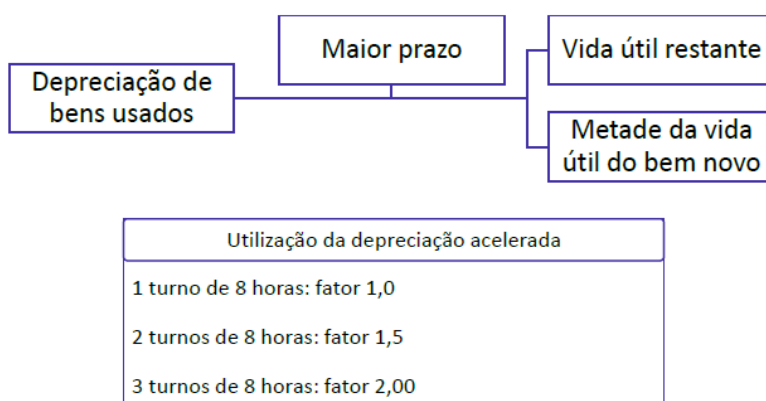 Depreciação de
bens usados
Maior prazo
Vida útil restante
Metade da vida
útil do bem novo
Utilização da depreciação acelerada
1 turno de 8 horas: fator 1,0
2 turnos de 8 horas: fator 1,5
3 turnos de 8 horas: fator 2,00